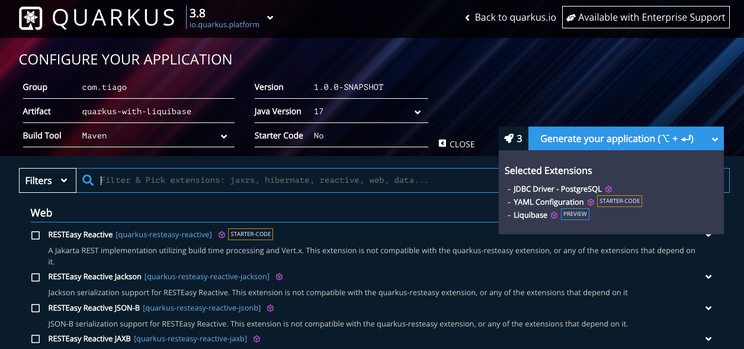 QUARKUS
3.8
io.quarkus.platform
Back to quarkus.io
Available with Enterprise Support
CONFIGURE YOUR APPLICATION
Group com.tiago
Version 1.0.0-SNAPSHOT
Artifact quarkus-with-liquibase
Java Version 17
Build Tool Maven
Starter Code No
CLOSE
3
Generate your application (⌥ + ⏎)
Selected Extensions
- JDBC Driver - PostgreSQL
- YAML Configuration STARTER-CODE
- Liquibase PREVIEW
Filters
Filter & Pick extensions: jaxrs, hibernate, reactive, web, data...
Web
RESTEasy Reactive [quarkus-resteasy-reactive] STARTER-CODE
A Jakarta REST implementation utilizing build time processing and Vert.x. This extension is not compatible with the quarkus-resteasy extension, or any of the extensions that depend on
it.
RESTEasy Reactive Jackson [quarkus-resteasy-reactive-jackson]
Jackson serialization support for RESTEasy Reactive. This extension is not compatible with the quarkus-resteasy extension, or any of the extensions that depend on it
RESTEasy Reactive JSON-B [quarkus-resteasy-reactive-jsonb]
JSON-B serialization support for RESTEasy Reactive. This extension is not compatible with the quarkus-resteasy extension, or any of the extensions that depend on it.
RESTEasy Reactive JAXB [quarkus-resteasy-reactive-jaxb]